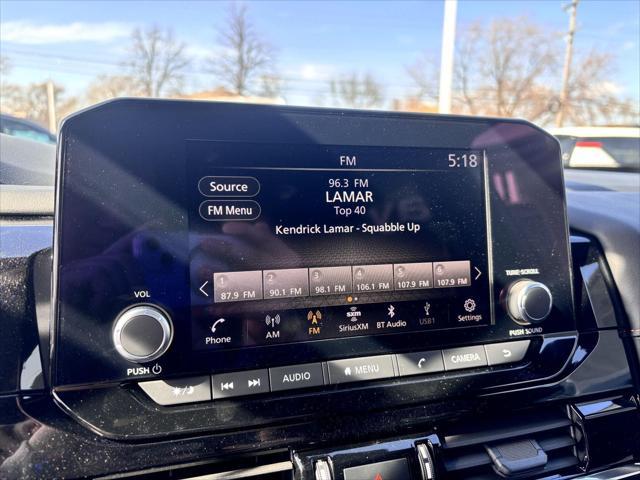 FM 5:18
Source
96.3 FM
LAMAR
FM Menu
Top 40
Kendrick Lamar - Squabble Up
1 2 3 4 5 6
87.9 FM 90.1 FM 98.1 FM 106.1 FM 107.9 FM 107.9 FM
Phone AM FM sxm SiriusXM BT Audio USB1 Settings
VOL
PUSH
TUNE·SCROLL
PUSH SOUND
AUDIO MENU CAMERA